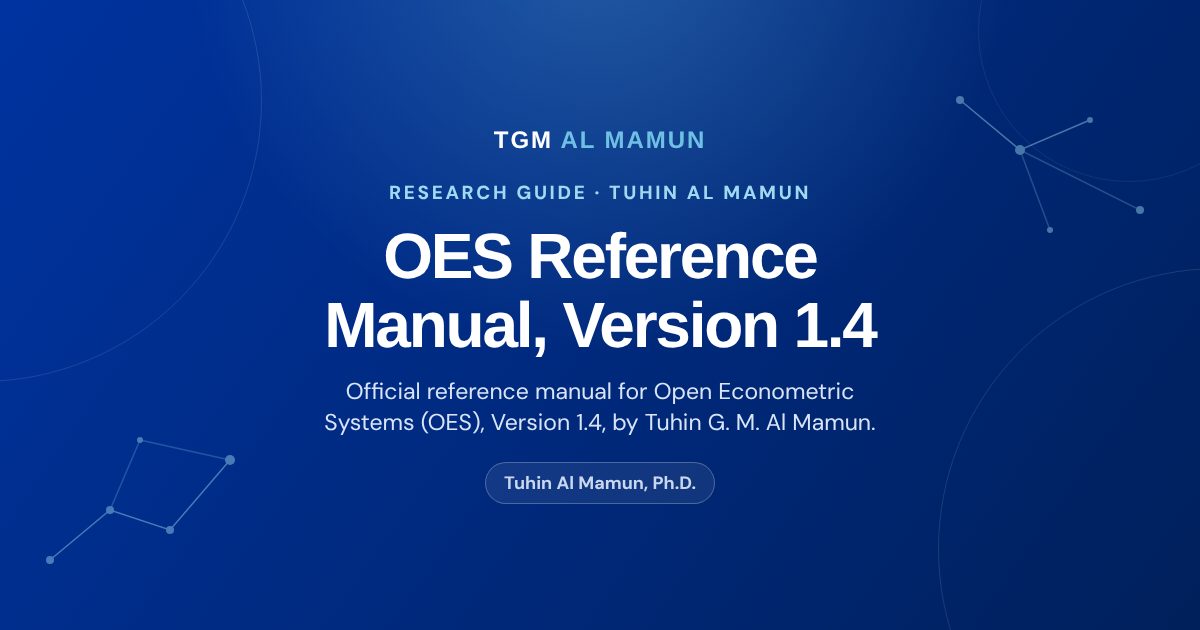 TGM AL MAMUN
RESEARCH GUIDE · TUHIN AL MAMUN
OES Reference
Manual, Version 1.4
Official reference manual for Open Econometric
Systems (OES), Version 1.4, by Tuhin G. M. Al Mamun.
Tuhin Al Mamun, Ph.D.